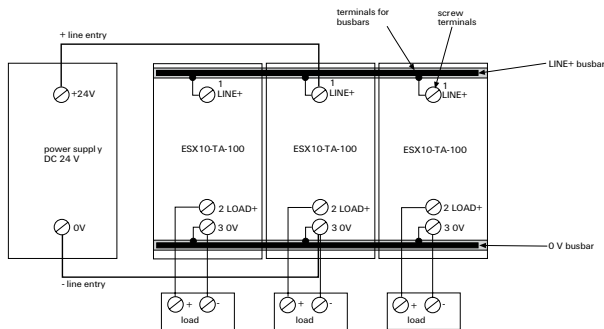 terminals for
busbars
screw
terminals
+ line entry
LINE+ busbar
+24V
1
LINE+
1
LINE+
1
LINE+
power supply
DC 24 V
ESX10-TA-100
ESX10-TA-100
ESX10-TA-100
2 LOAD+
2 LOAD+
2 LOAD+
0V
3 0V
3 0V
3 0V
0 V busbar
- line entry
+ -
load
+ -
load
+ -
load